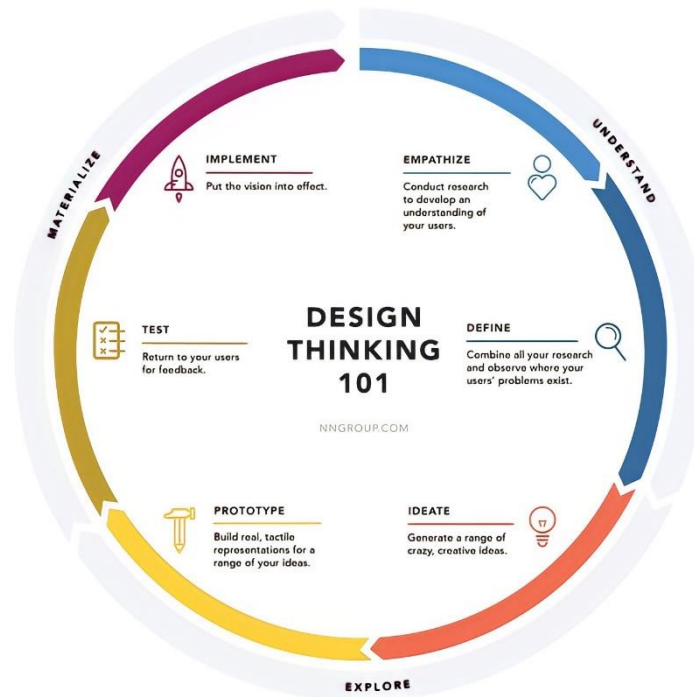 DESIGN
THINKING
101
NNGROUP.COM
UNDERSTAND
EMPATHIZE
Conduct research
to develop an
understanding of
your users.
DEFINE
Combine all your research
and observe where your
users' problems exist.
EXPLORE
IDEATE
Generate a range of
crazy, creative ideas.
PROTOTYPE
Build real, tactile
representations for a
range of your ideas.
MATERIALIZE
TEST
Return to your users
for feedback.
IMPLEMENT
Put the vision into effect.